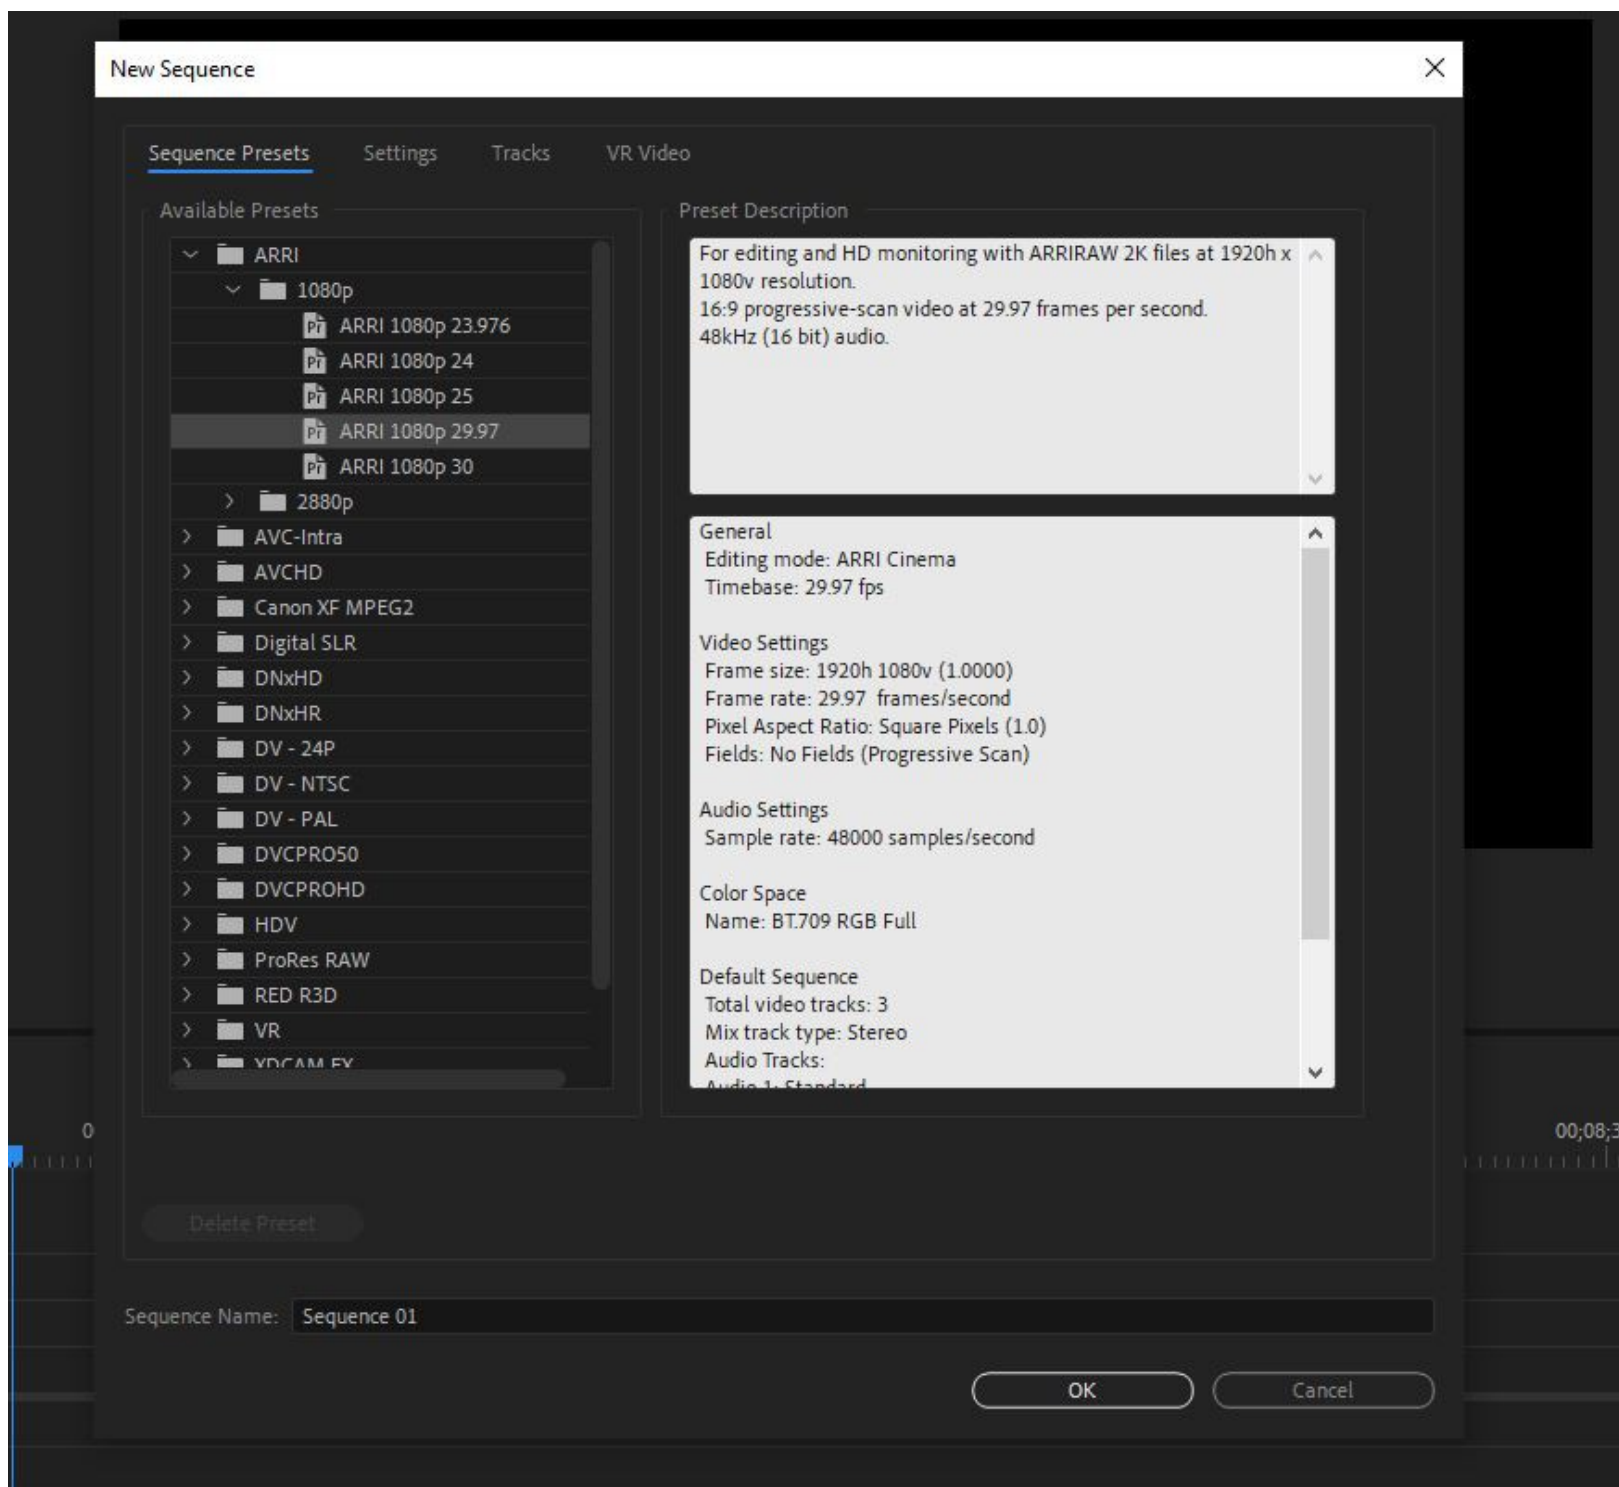 New Sequence
Sequence Presets
Settings
Tracks
VR Video
Available Presets
ARRI
1080p
ARRI 1080p 23.976
ARRI 1080p 24
ARRI 1080p 25
ARRI 1080p 29.97
ARRI 1080p 30
2880p
AVC-Intra
AVCHD
Canon XF MPEG2
Digital SLR
DNxHD
DNxHR
DV - 24P
DV - NTSC
DV - PAL
DVCPRO50
DVCPROHD
HDV
ProRes RAW
RED R3D
VR
XDCAM EX
Preset Description
For editing and HD monitoring with ARRIRAW 2K files at 1920h x
1080v resolution.
16:9 progressive-scan video at 29.97 frames per second.
48kHz (16 bit) audio.
General
Editing mode: ARRI Cinema
Timebase: 29.97 fps
Video Settings
Frame size: 1920h 1080v (1.0000)
Frame rate: 29.97 frames/second
Pixel Aspect Ratio: Square Pixels (1.0)
Fields: No Fields (Progressive Scan)
Audio Settings
Sample rate: 48000 samples/second
Color Space
Name: BT.709 RGB Full
Default Sequence
Total video tracks: 3
Mix track type: Stereo
Audio Tracks:
Audio 1: Standard
00;08;3
Delete Preset
Sequence Name: Sequence 01
OK
Cancel